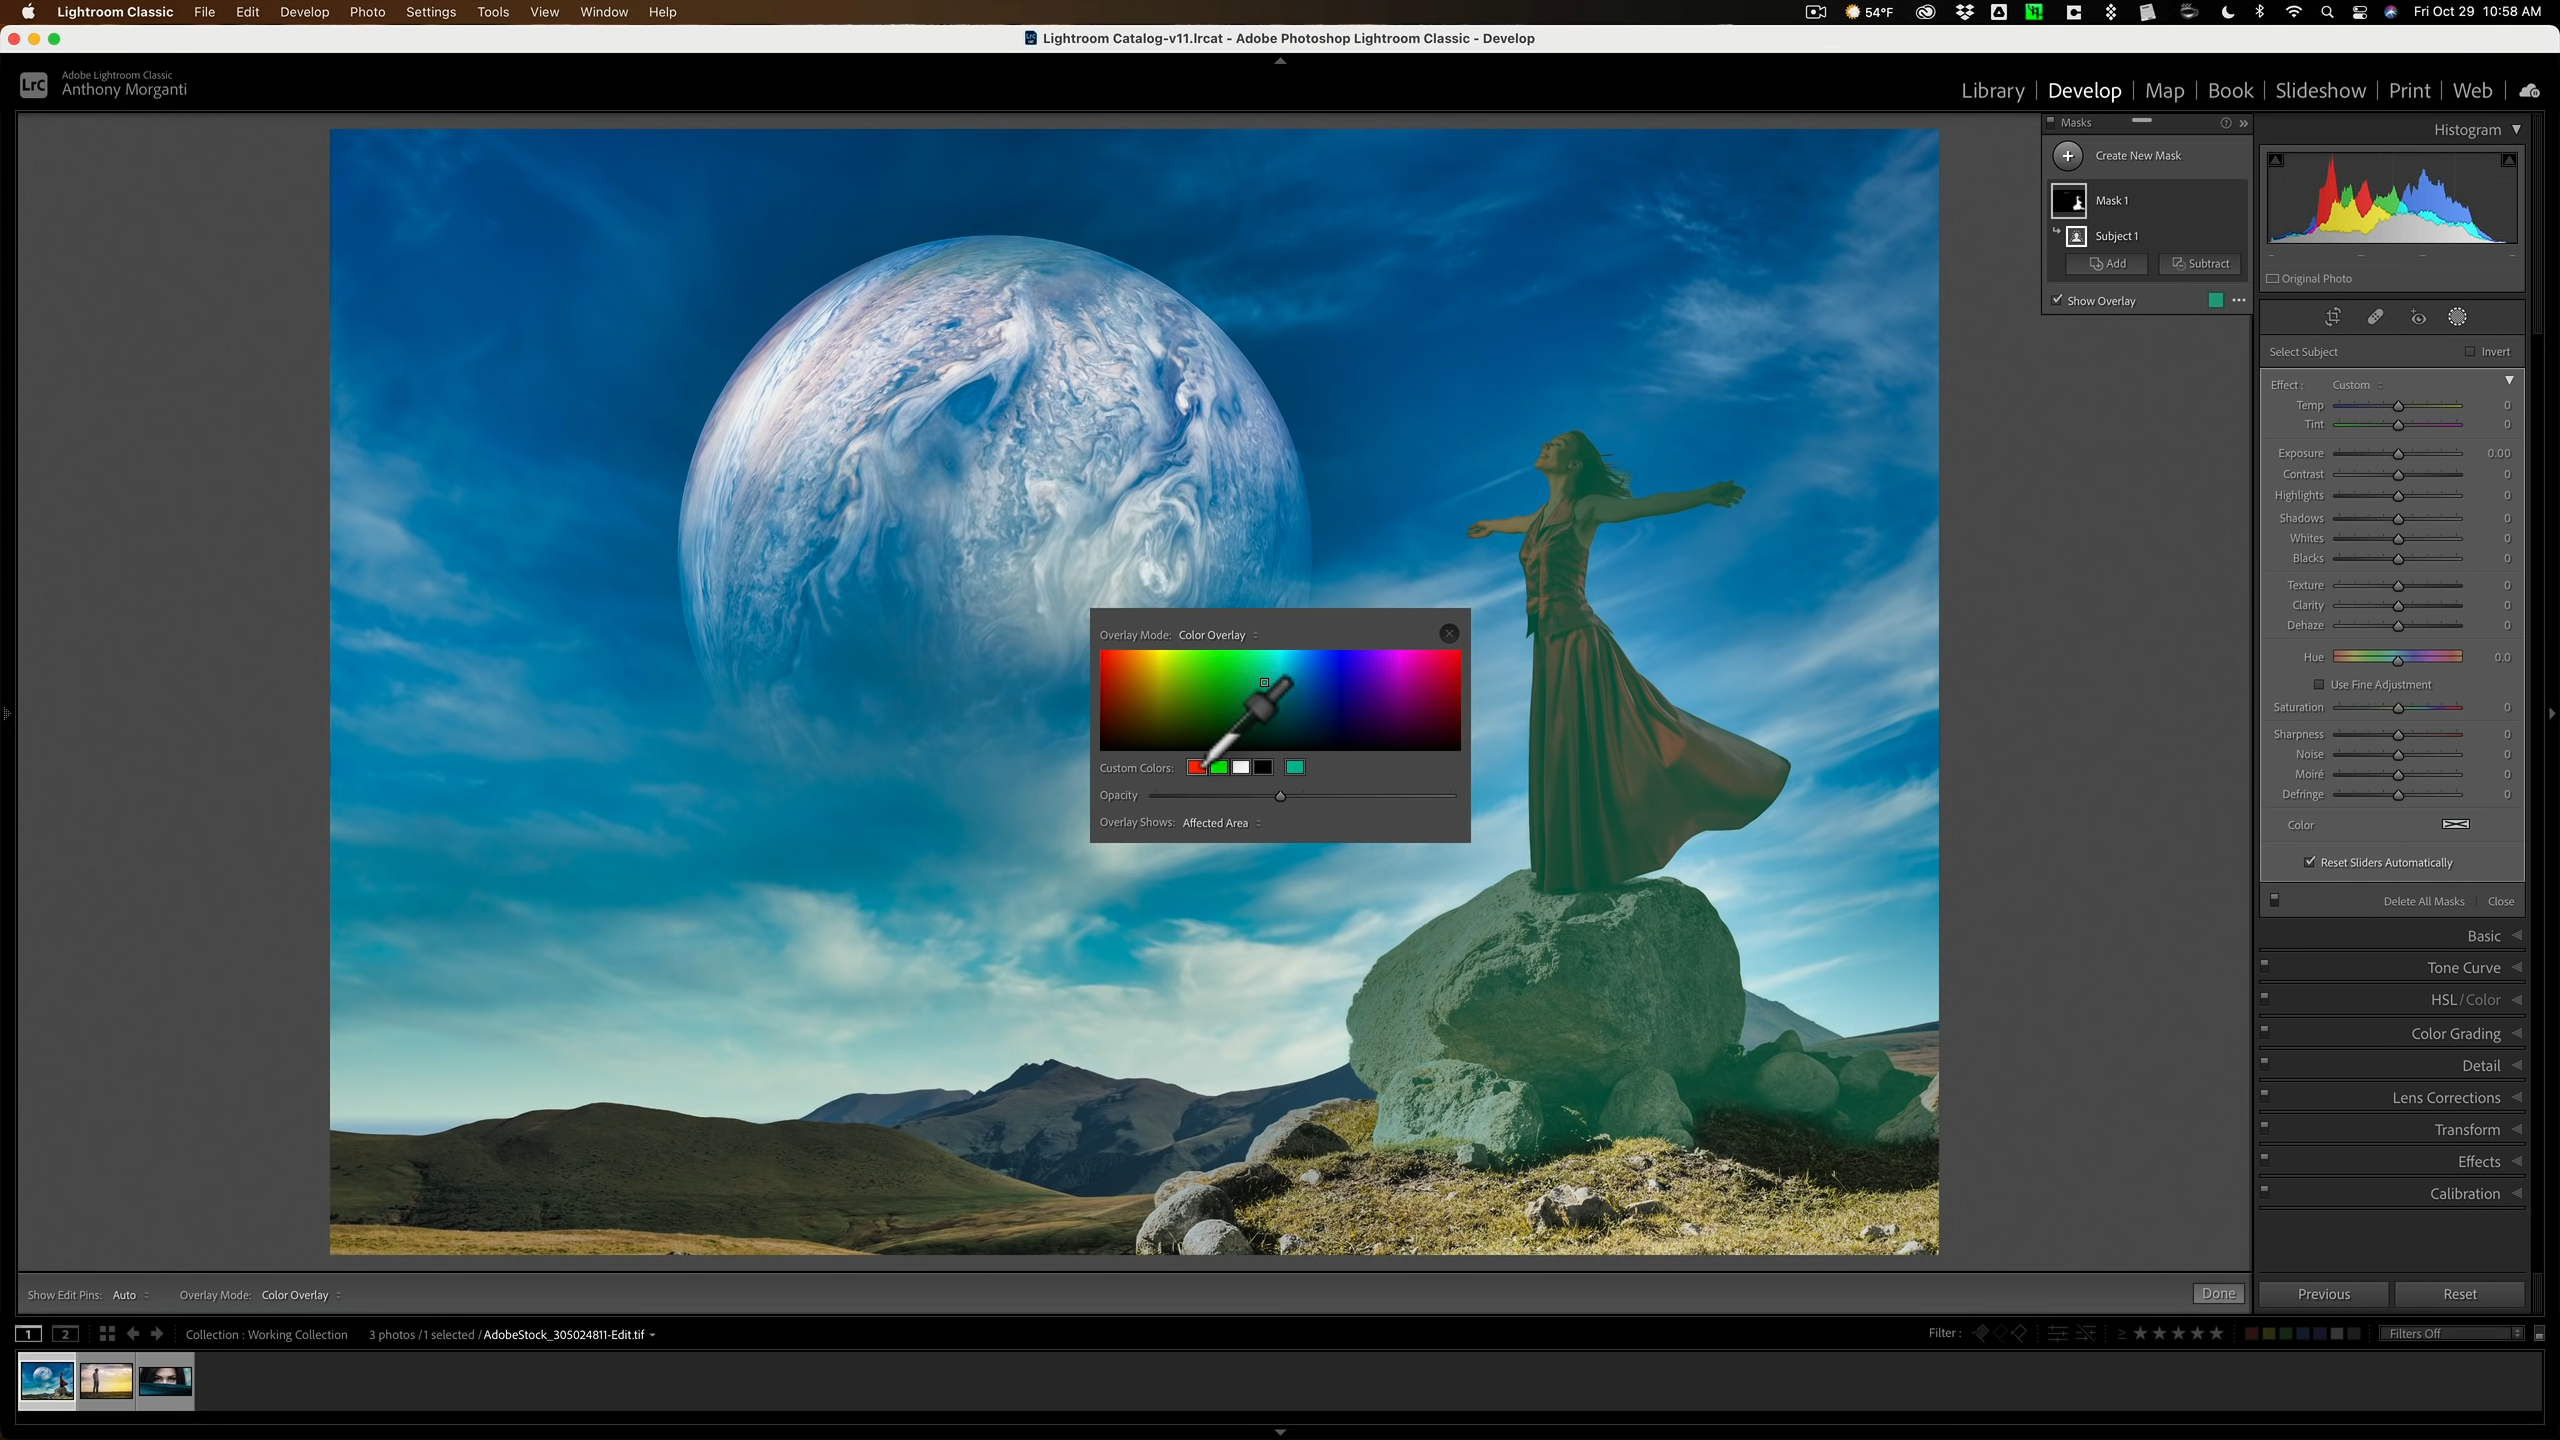 Lightroom Classic File Edit Develop Photo Settings Tools View Window Help 54°F Fri Oct 29 10:58 AM
Lightroom Catalog-v11.lrcat - Adobe Photoshop Lightroom Classic - Develop
LrC
Adobe Lightroom Classic
Anthony Morganti
Library | Develop | Map | Book | Slideshow | Print | Web
Masks
Create New Mask
Mask 1
Subject 1
Add Subtract
Show Overlay
Histogram
Original Photo
Select Subject Invert
Effect : Custom
Temp 0
Tint 0
Exposure 0.00
Contrast 0
Highlights 0
Shadows 0
Whites 0
Blacks 0
Texture 0
Clarity 0
Dehaze 0
Hue 0.0
Use Fine Adjustment
Saturation 0
Sharpness 0
Noise 0
Moiré 0
Defringe 0
Color
Reset Sliders Automatically
Delete All Masks Close
Basic
Tone Curve
HSL / Color
Color Grading
Detail
Lens Corrections
Transform
Effects
Calibration
Previous Reset
Overlay Mode: Color Overlay
Custom Colors:
Opacity
Overlay Shows: Affected Area
Show Edit Pins: Auto Overlay Mode: Color Overlay Done
1 2 Collection : Working Collection 3 photos / 1 selected / AdobeStock_305024811-Edit.tif Filter : ≥ Filters Off